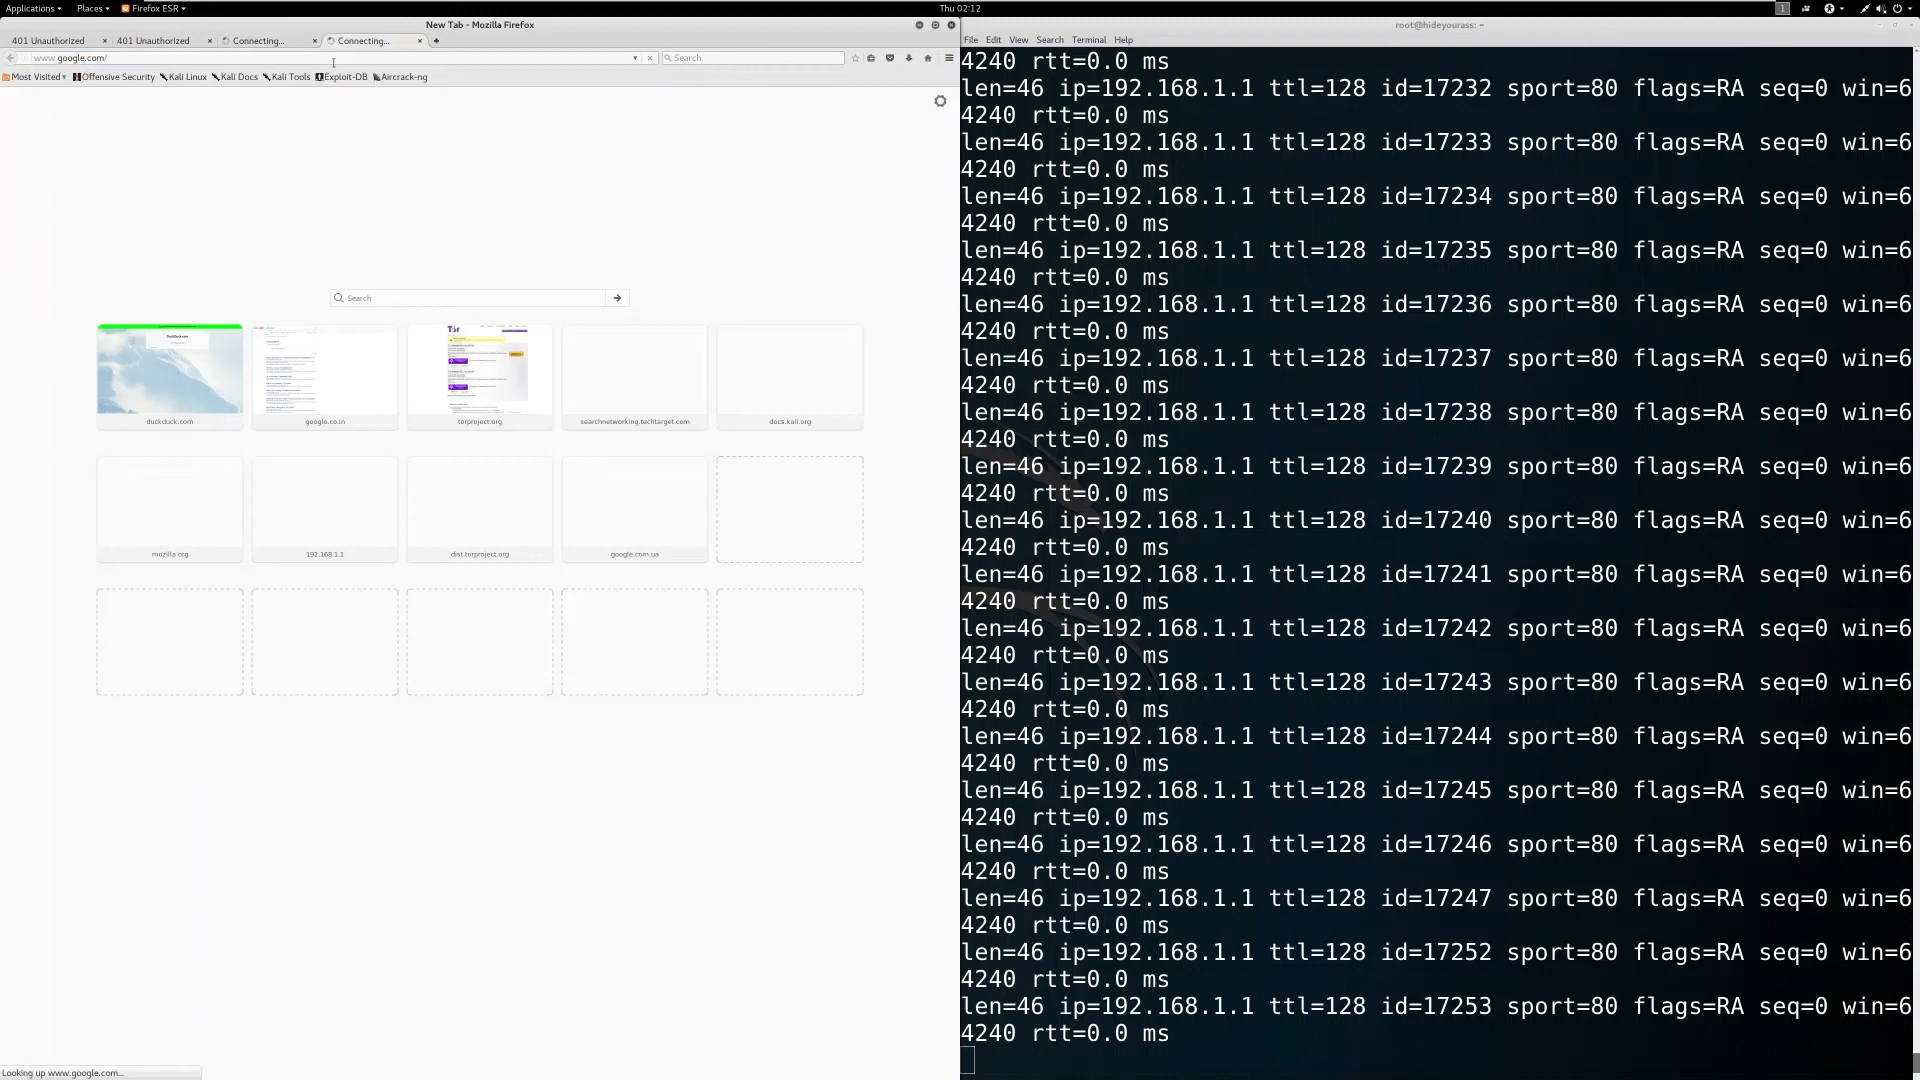 Applications Places Firefox ESR Thu 02:12 1
New Tab - Mozilla Firefox
401 Unauthorized 401 Unauthorized Connecting... Connecting...
www.google.com/ Search
Most Visited Offensive Security Kali Linux Kali Docs Kali Tools Exploit-DB Aircrack-ng
Search
duckduck.com google.co.in torproject.org searchnetworking.techtarget.com docs.kali.org
mozilla.org 192.168.1.1 dist.torproject.org google.com.ua
Looking up www.google.com...
root@hideyourass: ~
File Edit View Search Terminal Help
4240 rtt=0.0 ms
len=46 ip=192.168.1.1 ttl=128 id=17232 sport=80 flags=RA seq=0 win=6
4240 rtt=0.0 ms
len=46 ip=192.168.1.1 ttl=128 id=17233 sport=80 flags=RA seq=0 win=6
4240 rtt=0.0 ms
len=46 ip=192.168.1.1 ttl=128 id=17234 sport=80 flags=RA seq=0 win=6
4240 rtt=0.0 ms
len=46 ip=192.168.1.1 ttl=128 id=17235 sport=80 flags=RA seq=0 win=6
4240 rtt=0.0 ms
len=46 ip=192.168.1.1 ttl=128 id=17236 sport=80 flags=RA seq=0 win=6
4240 rtt=0.0 ms
len=46 ip=192.168.1.1 ttl=128 id=17237 sport=80 flags=RA seq=0 win=6
4240 rtt=0.0 ms
len=46 ip=192.168.1.1 ttl=128 id=17238 sport=80 flags=RA seq=0 win=6
4240 rtt=0.0 ms
len=46 ip=192.168.1.1 ttl=128 id=17239 sport=80 flags=RA seq=0 win=6
4240 rtt=0.0 ms
len=46 ip=192.168.1.1 ttl=128 id=17240 sport=80 flags=RA seq=0 win=6
4240 rtt=0.0 ms
len=46 ip=192.168.1.1 ttl=128 id=17241 sport=80 flags=RA seq=0 win=6
4240 rtt=0.0 ms
len=46 ip=192.168.1.1 ttl=128 id=17242 sport=80 flags=RA seq=0 win=6
4240 rtt=0.0 ms
len=46 ip=192.168.1.1 ttl=128 id=17243 sport=80 flags=RA seq=0 win=6
4240 rtt=0.0 ms
len=46 ip=192.168.1.1 ttl=128 id=17244 sport=80 flags=RA seq=0 win=6
4240 rtt=0.0 ms
len=46 ip=192.168.1.1 ttl=128 id=17245 sport=80 flags=RA seq=0 win=6
4240 rtt=0.0 ms
len=46 ip=192.168.1.1 ttl=128 id=17246 sport=80 flags=RA seq=0 win=6
4240 rtt=0.0 ms
len=46 ip=192.168.1.1 ttl=128 id=17247 sport=80 flags=RA seq=0 win=6
4240 rtt=0.0 ms
len=46 ip=192.168.1.1 ttl=128 id=17252 sport=80 flags=RA seq=0 win=6
4240 rtt=0.0 ms
len=46 ip=192.168.1.1 ttl=128 id=17253 sport=80 flags=RA seq=0 win=6
4240 rtt=0.0 ms